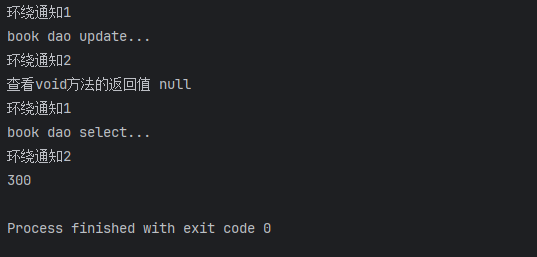 环绕通知1
book dao update...
环绕通知2
查看void方法的返回值 null
环绕通知1
book dao select...
环绕通知2
300
Process finished with exit code 0